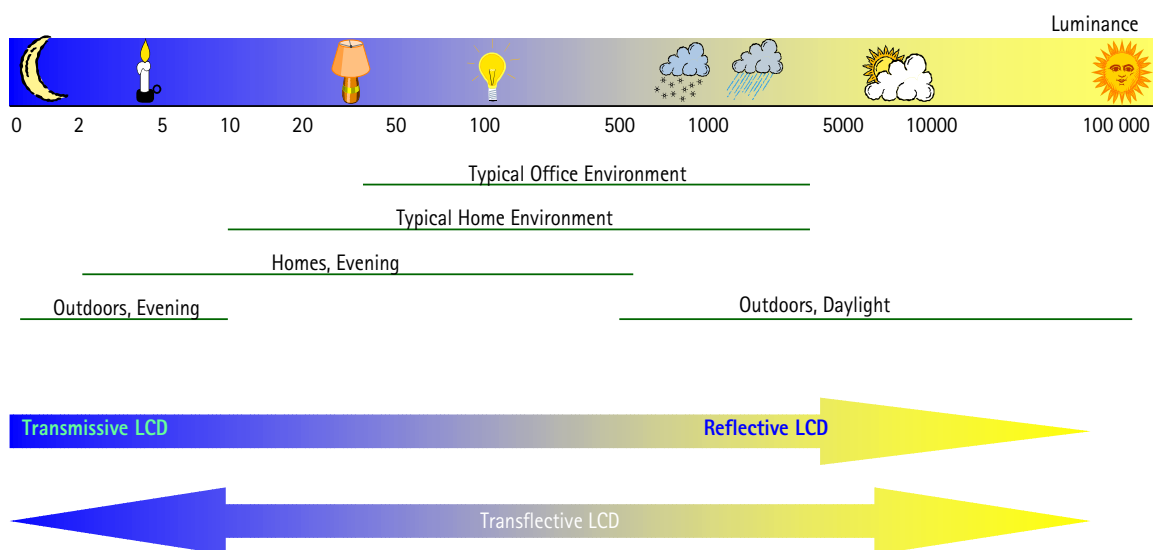 Luminance
0 2 5 10 20 50 100 500 1000 5000 10000 100 000
Typical Office Environment
Typical Home Environment
Homes, Evening
Outdoors, Evening Outdoors, Daylight
Transmissive LCD Reflective LCD
Transflective LCD